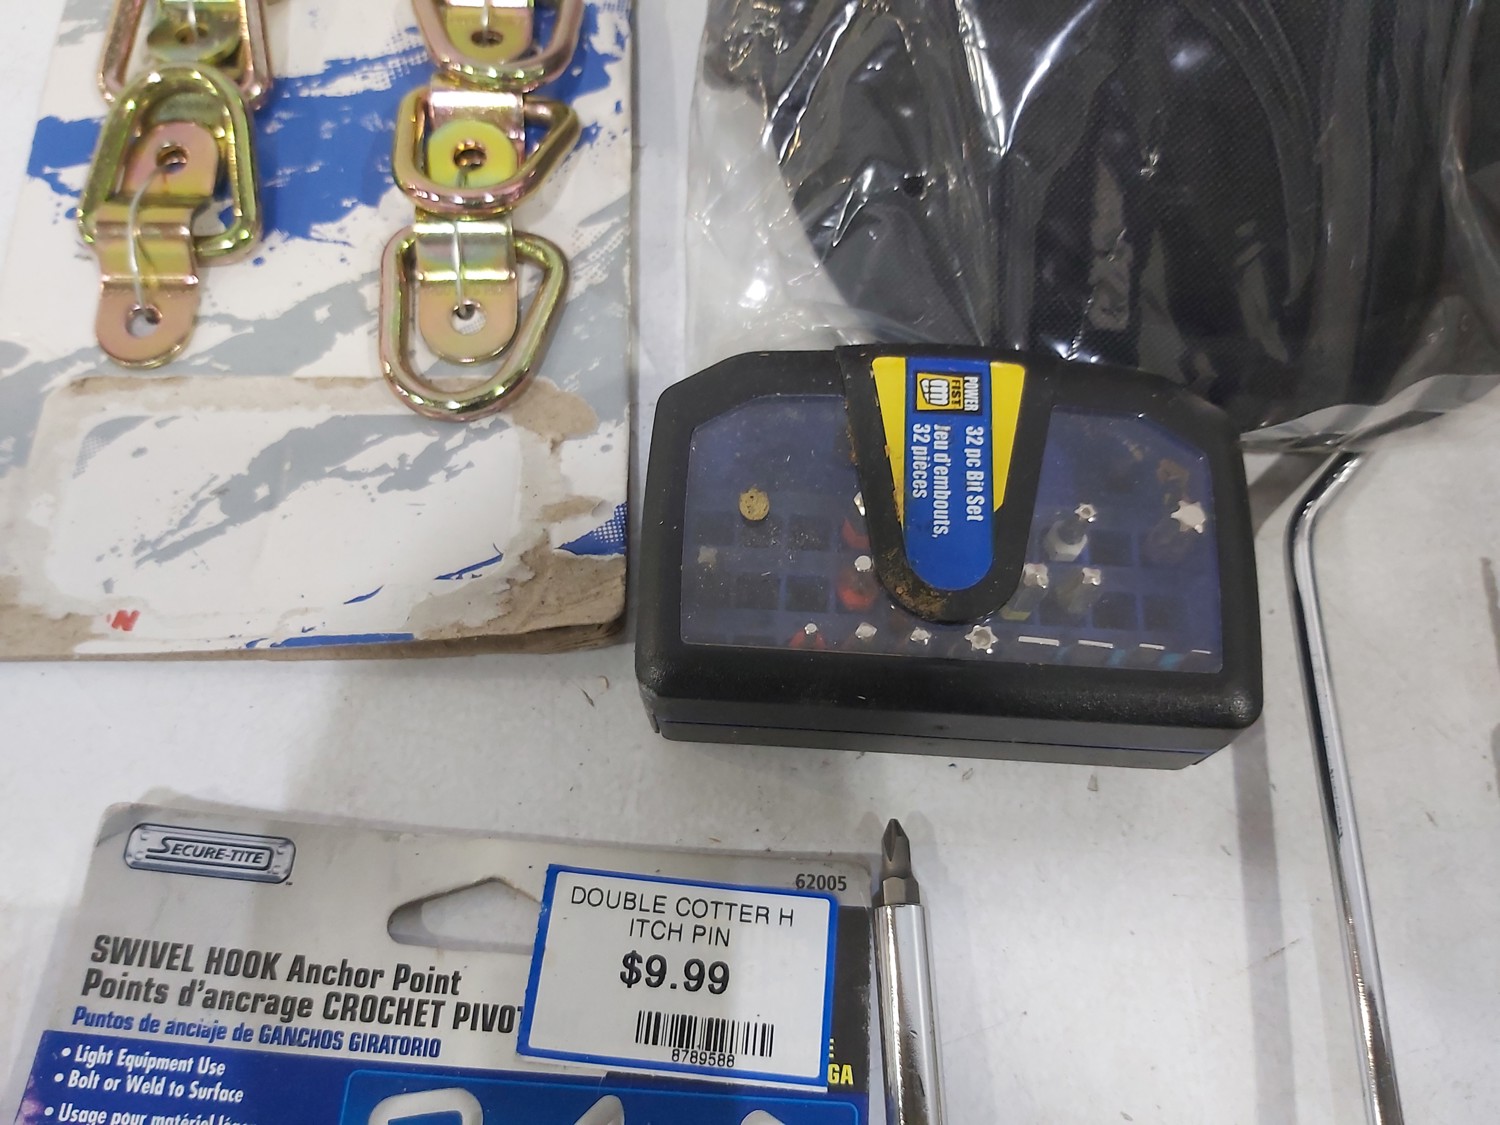 POWER
FIST
32 pc Bit Set
Jeu d'embouts,
32 pièces
N
SECURE-TITE
62005
SWIVEL HOOK Anchor Point
Points d'ancrage CROCHET PIVOT
Puntos de anclaje de GANCHOS GIRATORIO
• Light Equipment Use
• Bolt or Weld to Surface
• Usage pour matériel
DOUBLE COTTER H
ITCH PIN
$9.99
8789588
GA